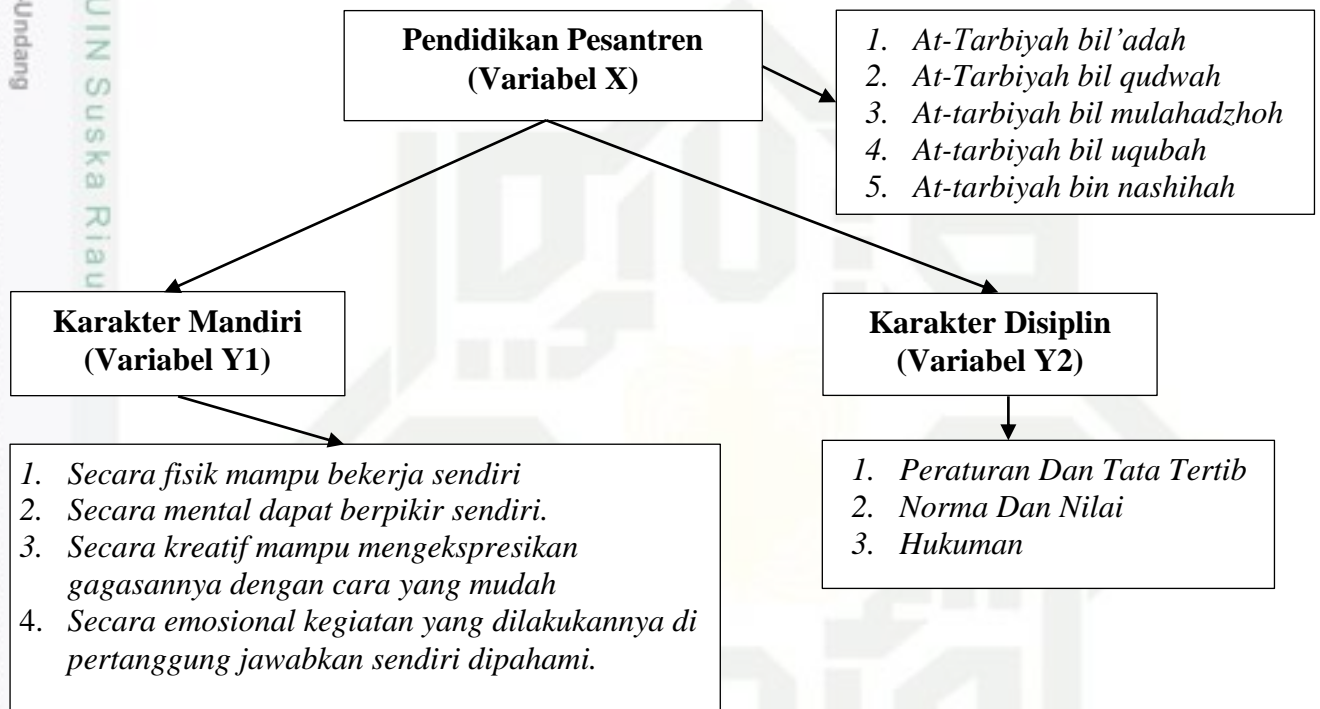 Undang
UIN Suska Riau
Pendidikan Pesantren
(Variabel X)
1. At-Tarbiyah bil’adah
2. At-Tarbiyah bil qudwah
3. At-tarbiyah bil mulahadzhoh
4. At-tarbiyah bil uqubah
5. At-tarbiyah bin nashihah
Karakter Mandiri
(Variabel Y1)
Karakter Disiplin
(Variabel Y2)
1. Secara fisik mampu bekerja sendiri
2. Secara mental dapat berpikir sendiri.
3. Secara kreatif mampu mengekspresikan
gagasannya dengan cara yang mudah
4. Secara emosional kegiatan yang dilakukannya di
pertanggung jawabkan sendiri dipahami.
1. Peraturan Dan Tata Tertib
2. Norma Dan Nilai
3. Hukuman